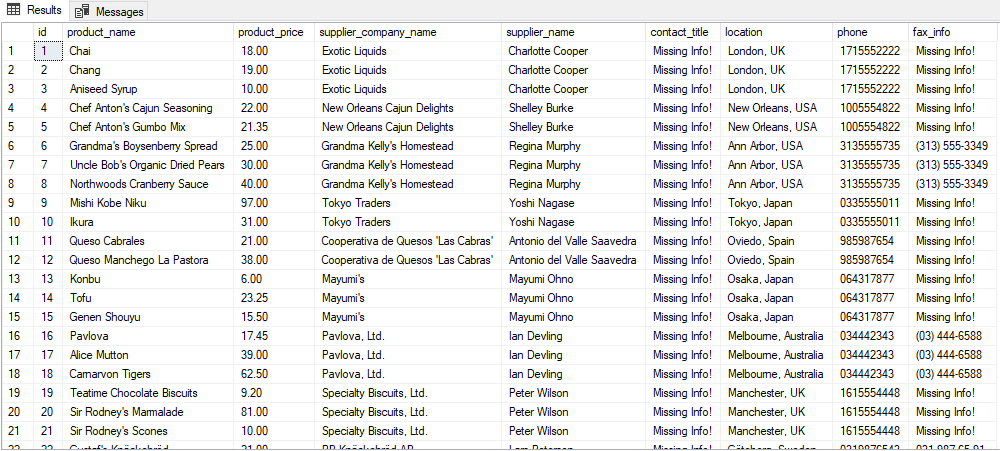 Results Messages
id product_name product_price supplier_company_name supplier_name contact_title location phone fax_info
1 1 Chai 18.00 Exotic Liquids Charlotte Cooper Missing Info! London, UK 1715552222 Missing Info!
2 2 Chang 19.00 Exotic Liquids Charlotte Cooper Missing Info! London, UK 1715552222 Missing Info!
3 3 Aniseed Syrup 10.00 Exotic Liquids Charlotte Cooper Missing Info! London, UK 1715552222 Missing Info!
4 4 Chef Anton's Cajun Seasoning 22.00 New Orleans Cajun Delights Shelley Burke Missing Info! New Orleans, USA 1005554822 Missing Info!
5 5 Chef Anton's Gumbo Mix 21.35 New Orleans Cajun Delights Shelley Burke Missing Info! New Orleans, USA 1005554822 Missing Info!
6 6 Grandma's Boysenberry Spread 25.00 Grandma Kelly's Homestead Regina Murphy Missing Info! Ann Arbor, USA 3135555735 (313) 555-3349
7 7 Uncle Bob's Organic Dried Pears 30.00 Grandma Kelly's Homestead Regina Murphy Missing Info! Ann Arbor, USA 3135555735 (313) 555-3349
8 8 Northwoods Cranberry Sauce 40.00 Grandma Kelly's Homestead Regina Murphy Missing Info! Ann Arbor, USA 3135555735 (313) 555-3349
9 9 Mishi Kobe Niku 97.00 Tokyo Traders Yoshi Nagase Missing Info! Tokyo, Japan 0335555011 Missing Info!
10 10 Ikura 31.00 Tokyo Traders Yoshi Nagase Missing Info! Tokyo, Japan 0335555011 Missing Info!
11 11 Queso Cabrales 21.00 Cooperativa de Quesos 'Las Cabras' Antonio del Valle Saavedra Missing Info! Oviedo, Spain 985987654 Missing Info!
12 12 Queso Manchego La Pastora 38.00 Cooperativa de Quesos 'Las Cabras' Antonio del Valle Saavedra Missing Info! Oviedo, Spain 985987654 Missing Info!
13 13 Konbu 6.00 Mayumi's Mayumi Ohno Missing Info! Osaka, Japan 064317877 Missing Info!
14 14 Tofu 23.25 Mayumi's Mayumi Ohno Missing Info! Osaka, Japan 064317877 Missing Info!
15 15 Genen Shouyu 15.50 Mayumi's Mayumi Ohno Missing Info! Osaka, Japan 064317877 Missing Info!
16 16 Pavlova 17.45 Pavlova, Ltd. Ian Devling Missing Info! Melbourne, Australia 034442343 (03) 444-6588
17 17 Alice Mutton 39.00 Pavlova, Ltd. Ian Devling Missing Info! Melbourne, Australia 034442343 (03) 444-6588
18 18 Carnarvon Tigers 62.50 Pavlova, Ltd. Ian Devling Missing Info! Melbourne, Australia 034442343 (03) 444-6588
19 19 Teatime Chocolate Biscuits 9.20 Specialty Biscuits, Ltd. Peter Wilson Missing Info! Manchester, UK 1615554448 Missing Info!
20 20 Sir Rodney's Marmalade 81.00 Specialty Biscuits, Ltd. Peter Wilson Missing Info! Manchester, UK 1615554448 Missing Info!
21 21 Sir Rodney's Scones 10.00 Specialty Biscuits, Ltd. Peter Wilson Missing Info! Manchester, UK 1615554448 Missing Info!
22 22 Gustaf's Knäckebröd 21.00 PB Knäckebröd AB Lars Peterson Missing Info! Göteborg, Sweden